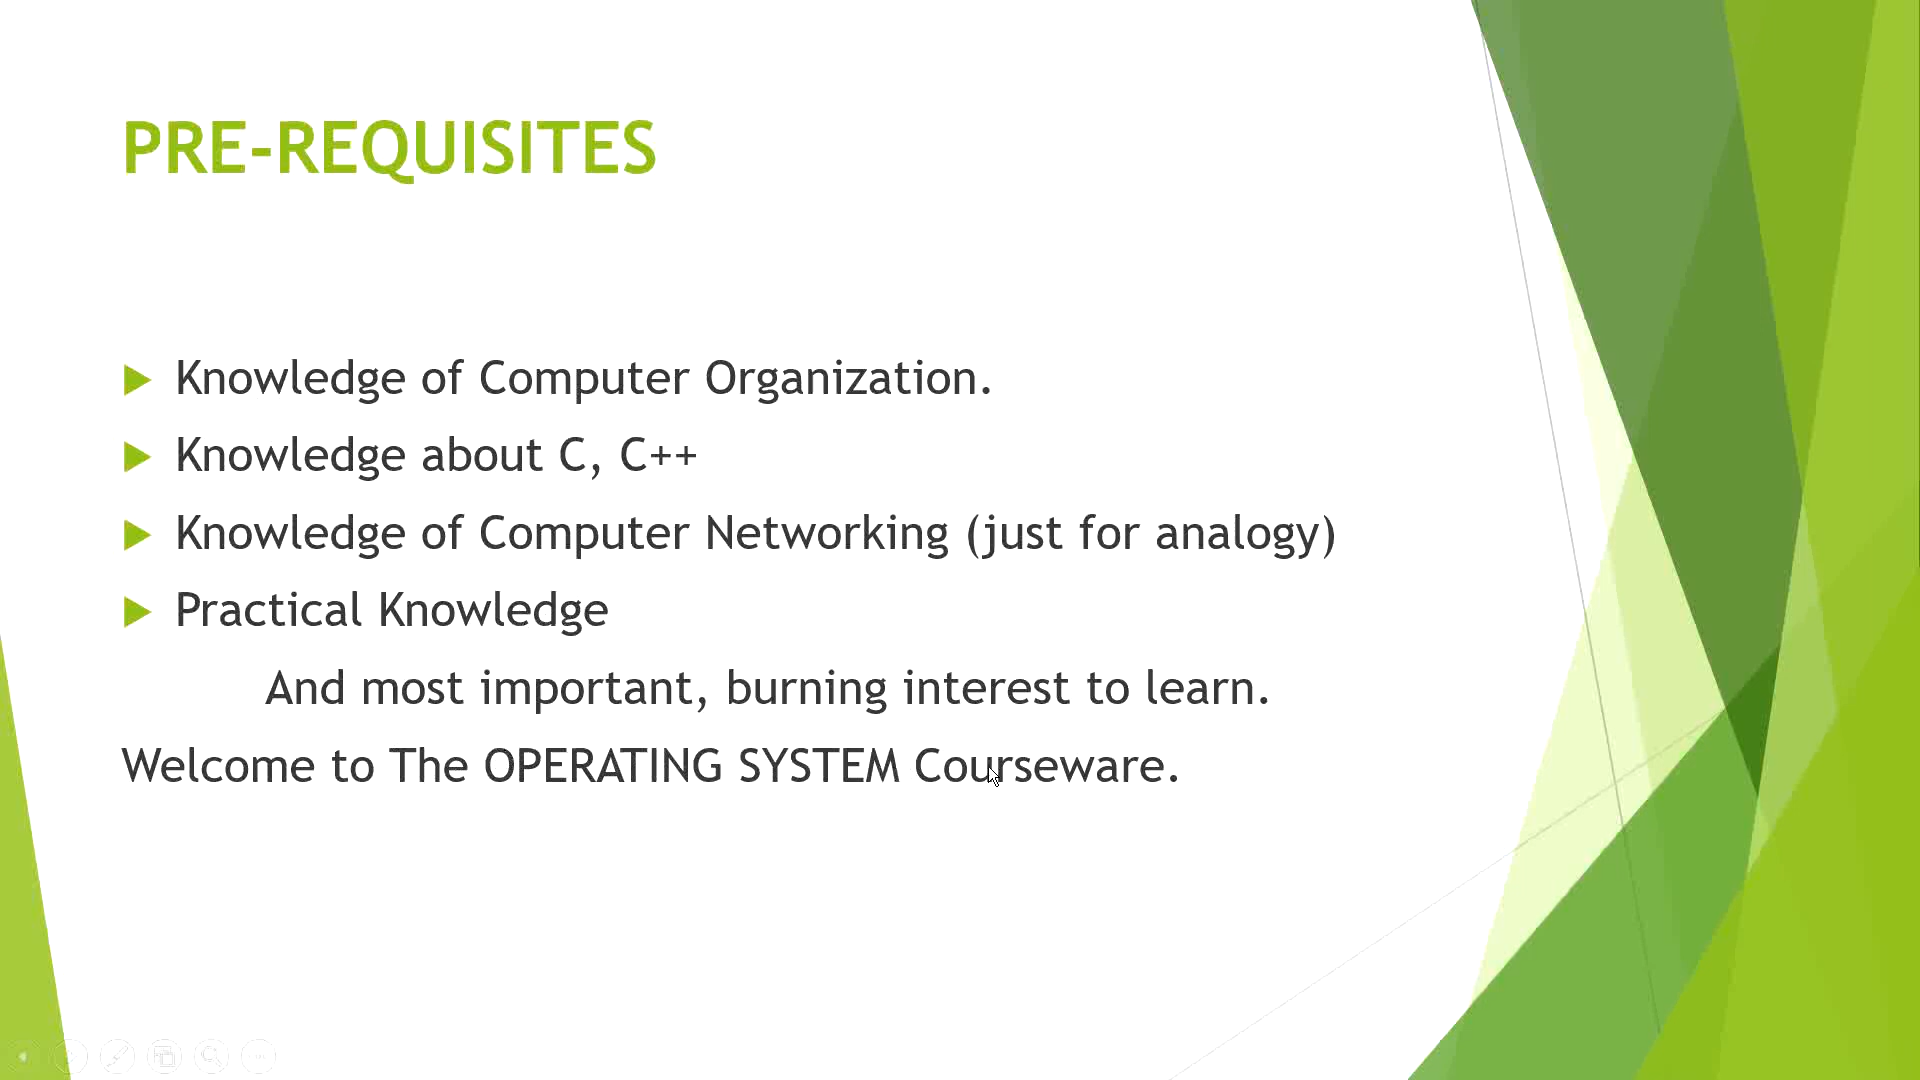 PRE-REQUISITES
Knowledge of Computer Organization.
Knowledge about C, C++
Knowledge of Computer Networking (just for analogy)
Practical Knowledge
And most important, burning interest to learn.
Welcome to The OPERATING SYSTEM Courseware.